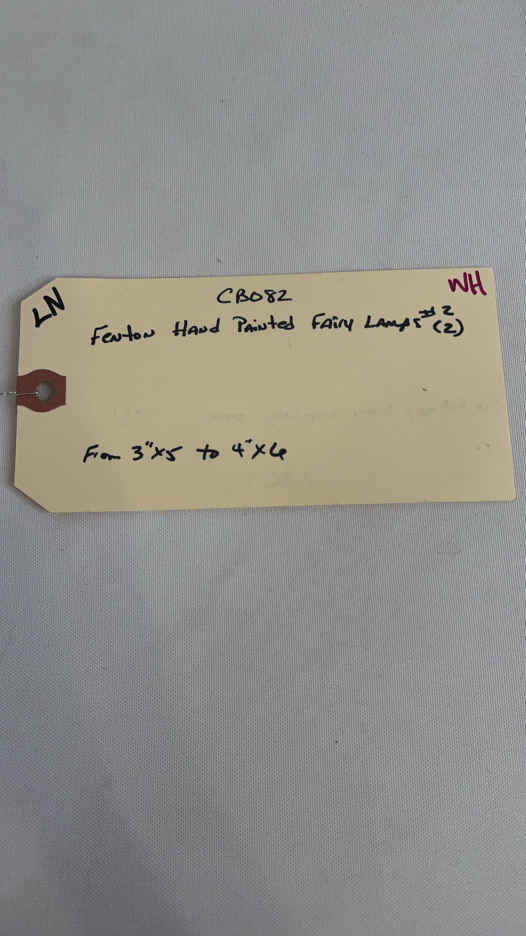 LN
CB082
WH
Fenton Hand Painted Fairy Lamps #2
(2)
From 3"x5 to 4"x6